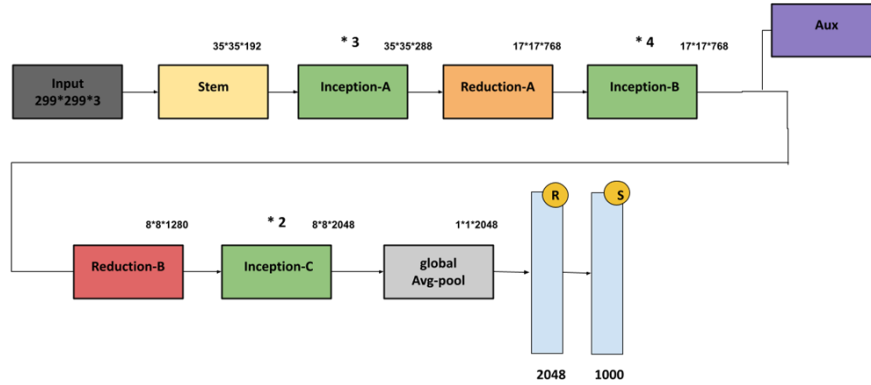 Aux
35*35*192
* 3
35*35*288
17*17*768
* 4
17*17*768
Input
299*299*3
Stem
Inception-A
Reduction-A
Inception-B
R
S
8*8*1280
* 2
8*8*2048
1*1*2048
Reduction-B
Inception-C
global
Avg-pool
2048
1000